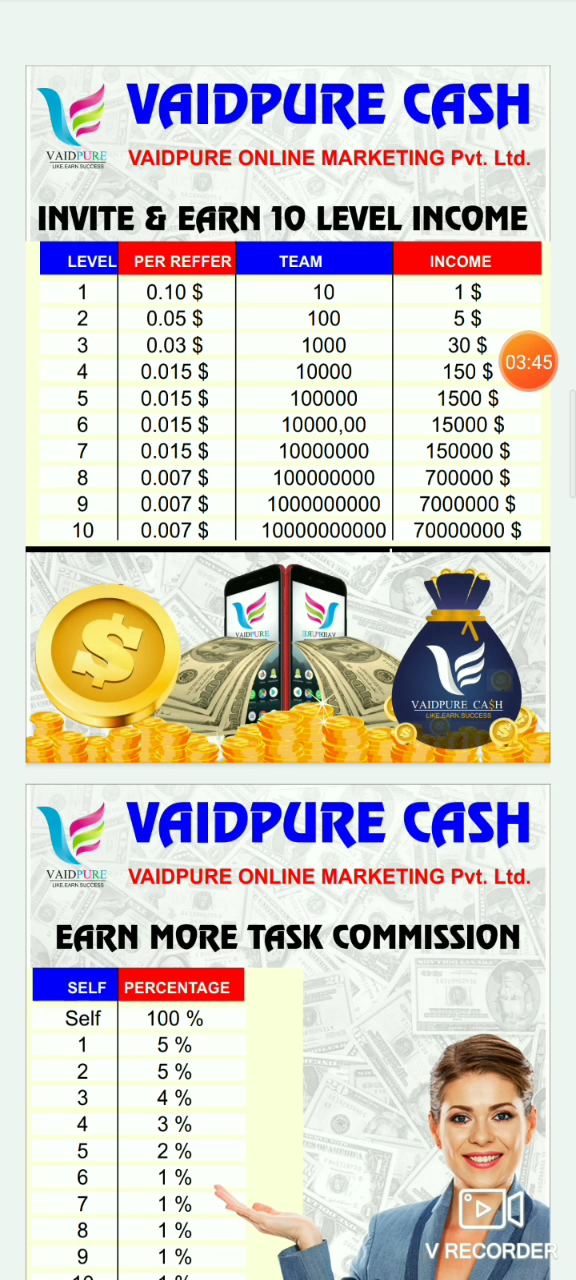 VAIDPURE CASH
VAIDPURE
LIKE.EARN SUCCESS
VAIDPURE ONLINE MARKETING Pvt. Ltd.
INVITE & EARN 10 LEVEL INCOME
LEVEL PER REFFER TEAM INCOME
1 0.10 $ 10 1 $
2 0.05 $ 100 5 $
3 0.03 $ 1000 30 $
03:45
4 0.015 $ 10000 150 $
5 0.015 $ 100000 1500 $
6 0.015 $ 10000,00 15000 $
7 0.015 $ 10000000 150000 $
8 0.007 $ 100000000 700000 $
9 0.007 $ 1000000000 7000000 $
10 0.007 $ 10000000000 70000000 $
VAIDPURE
VAIDPURE
VAIDPURE CA$H
LIKE.EARN SUCCESS
VAIDPURE CASH
VAIDPURE
LIKE.EARN SUCCESS
VAIDPURE ONLINE MARKETING Pvt. Ltd.
EARN MORE TASK COMMISSION
SELF PERCENTAGE
Self 100 %
1 5 %
2 5 %
3 4 %
4 3 %
5 2 %
6 1 %
7 1 %
8 1 %
9 1 %
V RECORDER